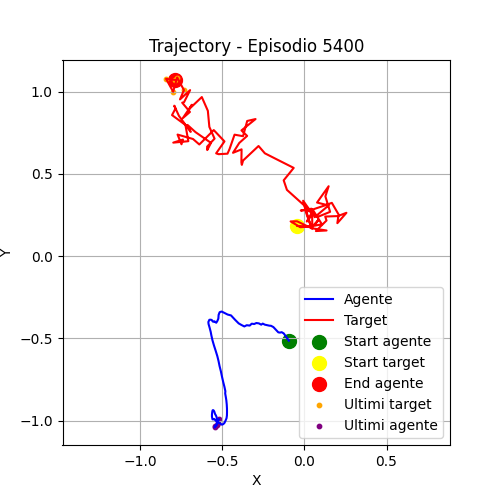 Trajectory - Episodio 5400
1.0
0.5
0.0
−0.5
−1.0
Y
Agente
Target
Start agente
Start target
End agente
Ultimi target
Ultimi agente
−1.0 −0.5 0.0 0.5
X